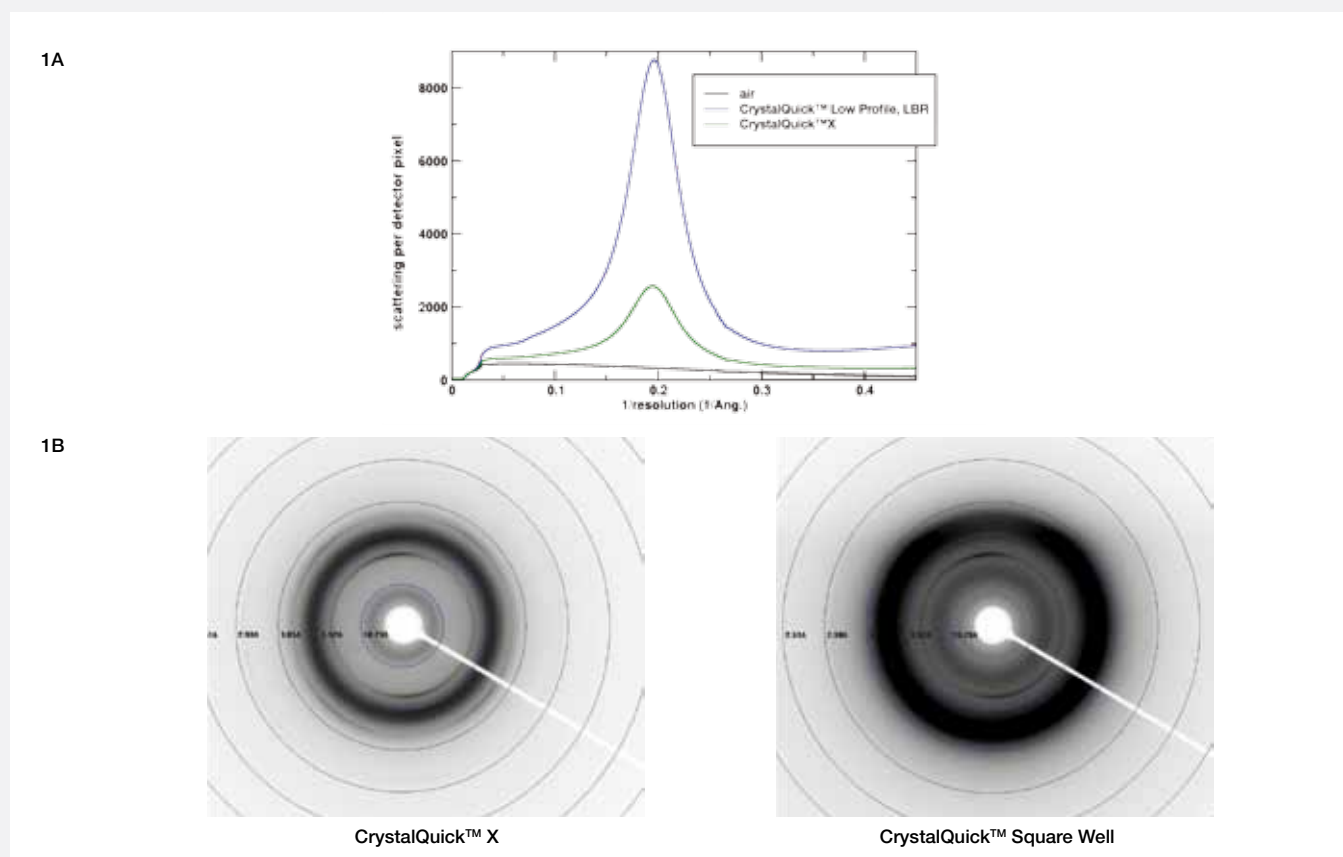 1A
8000
6000
4000
2000
0
scattering per detector pixel
air
CrystalQuick™ Low Profile, LBR
CrystalQuick™X
0 0.1 0.2 0.3 0.4
1/resolution (1/Ang.)
1B
CrystalQuick™ X
CrystalQuick™ Square Well